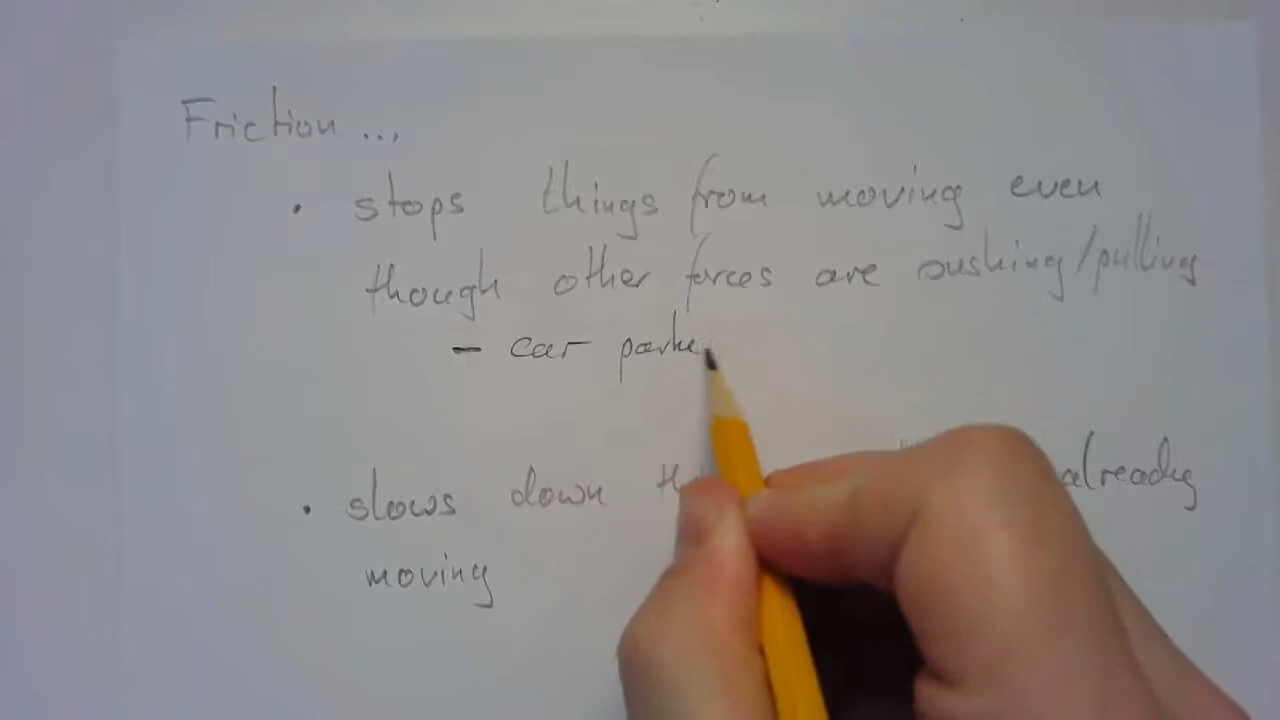 Friction...
• stops things from moving even
though other forces are pushing/pulling
- car parke
• slows down already
moving